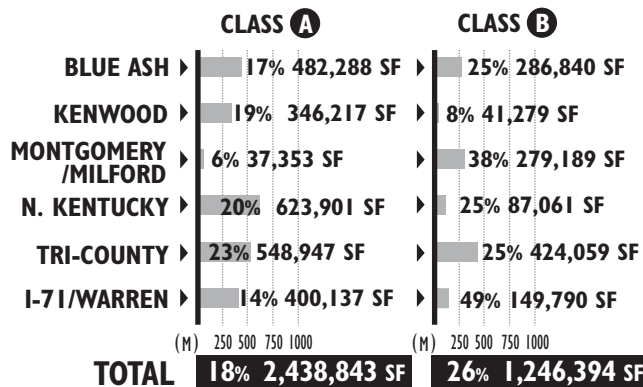 CLASS A CLASS B
BLUE ASH 17% 482,288 SF 25% 286,840 SF
KENWOOD 19% 346,217 SF 8% 41,279 SF
MONTGOMERY
/MILFORD 6% 37,353 SF 38% 279,189 SF
N. KENTUCKY 20% 623,901 SF 25% 87,061 SF
TRI-COUNTY 23% 548,947 SF 25% 424,059 SF
I-71/WARREN 14% 400,137 SF 49% 149,790 SF
(M) 250 500 750 1000 (M) 250 500 750 1000
TOTAL 18% 2,438,843 SF 26% 1,246,394 SF